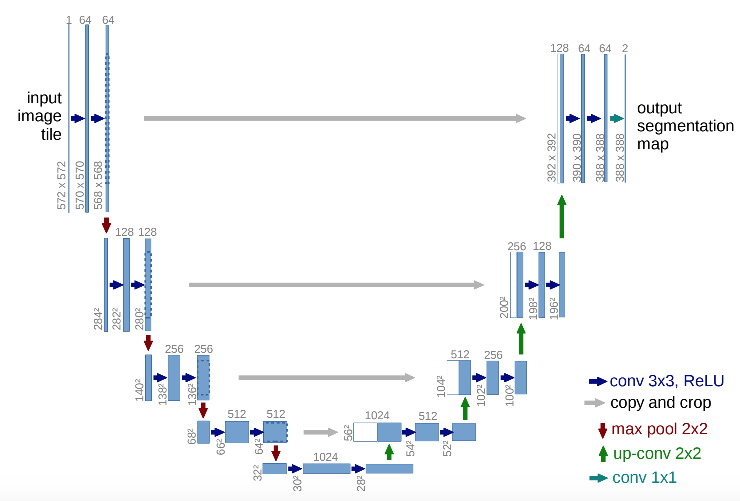 1 64 64
128 64 64 2
input
image
tile
output
segmentation
map
572 x 572
570 x 570
568 x 568
392 x 392
390 x 390
388 x 388
388 x 388
128 128
256 128
284²
282²
280²
200²
198²
196²
256 256
512 256
140²
138²
136²
104²
102²
100²
512 512
1024 512
68²
66²
64²
56²
54²
52²
1024
32²
30²
28²
conv 3x3, ReLU
copy and crop
max pool 2x2
up-conv 2x2
conv 1x1